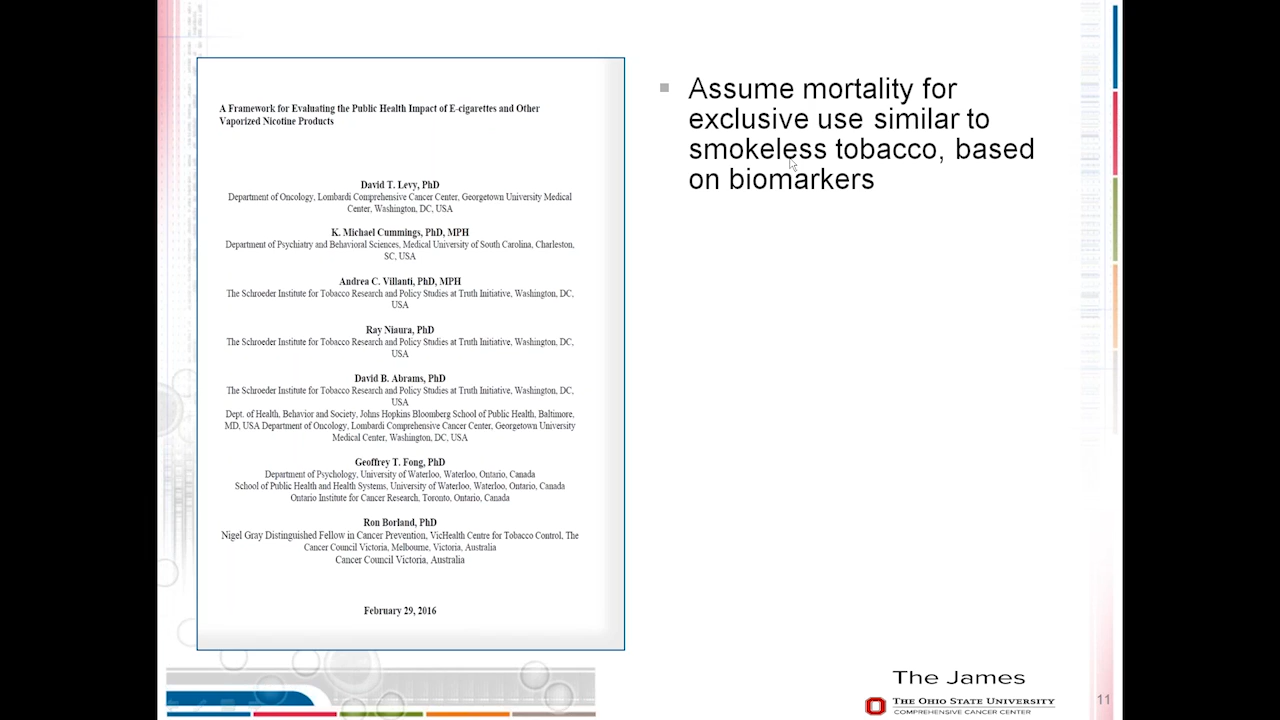 A Framework for Evaluating the Public Health Impact of E-cigarettes and Other
Vaporized Nicotine Products
David T. Levy, PhD
Department of Oncology, Lombardi Comprehensive Cancer Center, Georgetown University Medical
Center, Washington, DC, USA
K. Michael Cummings, PhD, MPH
Department of Psychiatry and Behavioral Sciences, Medical University of South Carolina, Charleston,
SC, USA
Andrea C. Villanti, PhD, MPH
The Schroeder Institute for Tobacco Research and Policy Studies at Truth Initiative, Washington, DC,
USA
Ray Niaura, PhD
The Schroeder Institute for Tobacco Research and Policy Studies at Truth Initiative, Washington, DC,
USA
David B. Abrams, PhD
The Schroeder Institute for Tobacco Research and Policy Studies at Truth Initiative, Washington, DC,
USA
Dept. of Health, Behavior and Society, Johns Hopkins Bloomberg School of Public Health, Baltimore,
MD, USA Department of Oncology, Lombardi Comprehensive Cancer Center, Georgetown University
Medical Center, Washington, DC, USA
Geoffrey T. Fong, PhD
Department of Psychology, University of Waterloo, Waterloo, Ontario, Canada
School of Public Health and Health Systems, University of Waterloo, Waterloo, Ontario, Canada
Ontario Institute for Cancer Research, Toronto, Ontario, Canada
Ron Borland, PhD
Nigel Gray Distinguished Fellow in Cancer Prevention, VicHealth Centre for Tobacco Control, The
Cancer Council Victoria, Melbourne, Victoria, Australia
Cancer Council Victoria, Australia
February 29, 2016
Assume mortality for
exclusive use similar to
smokeless tobacco, based
on biomarkers
The James
THE OHIO STATE UNIVERSITY
COMPREHENSIVE CANCER CENTER
11